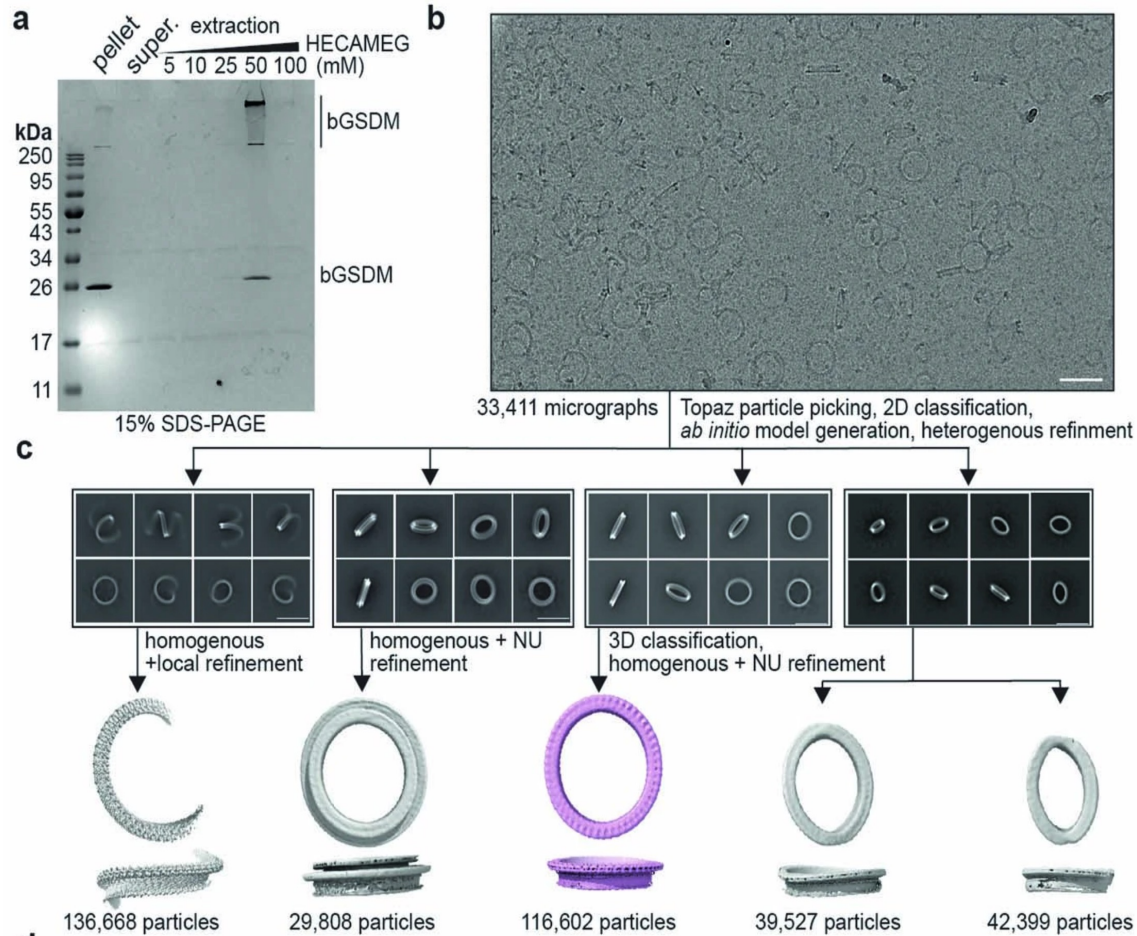 a
pellet
super.
extraction
HECAMEG
5 10 25 50 100 (mM)
kDa
250
95
55
43
34
26
17
11
bGSDM
bGSDM
15% SDS-PAGE
b
33,411 micrographs
Topaz particle picking, 2D classification,
ab initio model generation, heterogenous refinment
c
homogenous
+local refinement
homogenous + NU
refinement
3D classification,
homogenous + NU refinement
136,668 particles
29,808 particles
116,602 particles
39,527 particles
42,399 particles